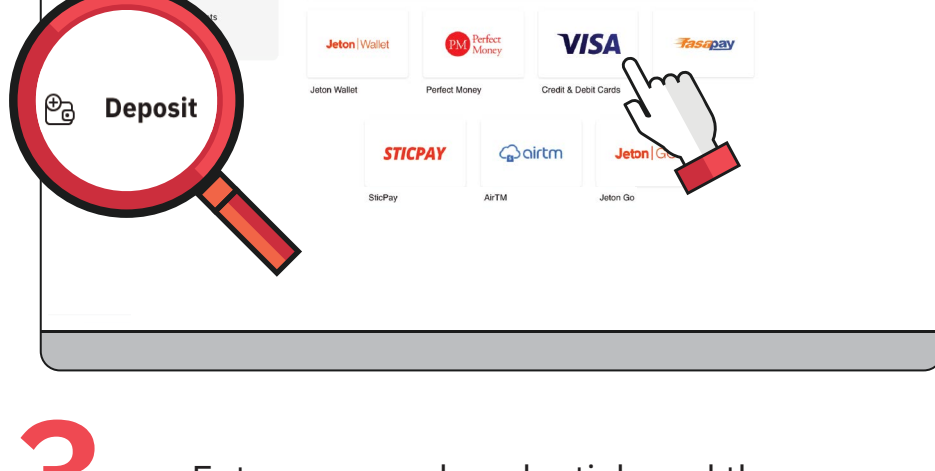 ts
Jeton|Wallet
PM Perfect Money
VISA
Fasapay
Jeton Wallet
Perfect Money
Credit & Debit Cards
Deposit
STICPAY
airtm
Jeton|
SticPay
AirTM
Jeton Go
3